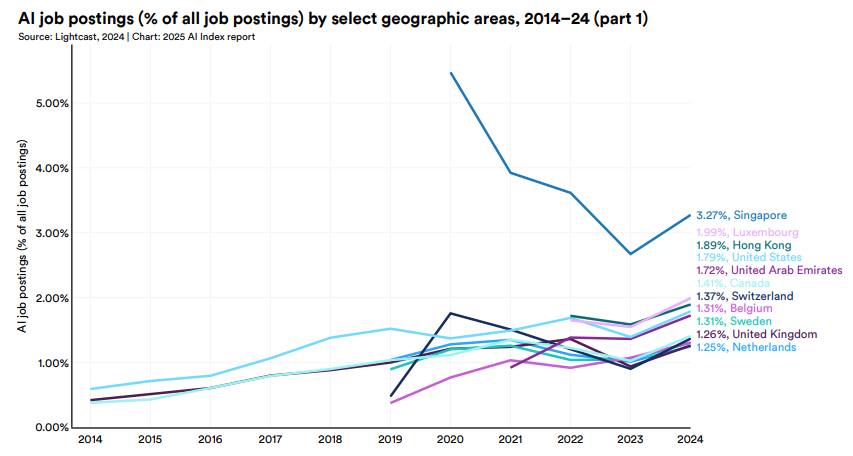 AI job postings (% of all job postings) by select geographic areas, 2014–24 (part 1)
Source: Lightcast, 2024 | Chart: 2025 AI Index report
AI job postings (% of all job postings)
5.00%
4.00%
3.00%
2.00%
1.00%
0.00%
2014 2015 2016 2017 2018 2019 2020 2021 2022 2023 2024
3.27%, Singapore
1.99%, Luxembourg
1.89%, Hong Kong
1.79%, United States
1.72%, United Arab Emirates
1.41%, Canada
1.37%, Switzerland
1.31%, Belgium
1.31%, Sweden
1.26%, United Kingdom
1.25%, Netherlands